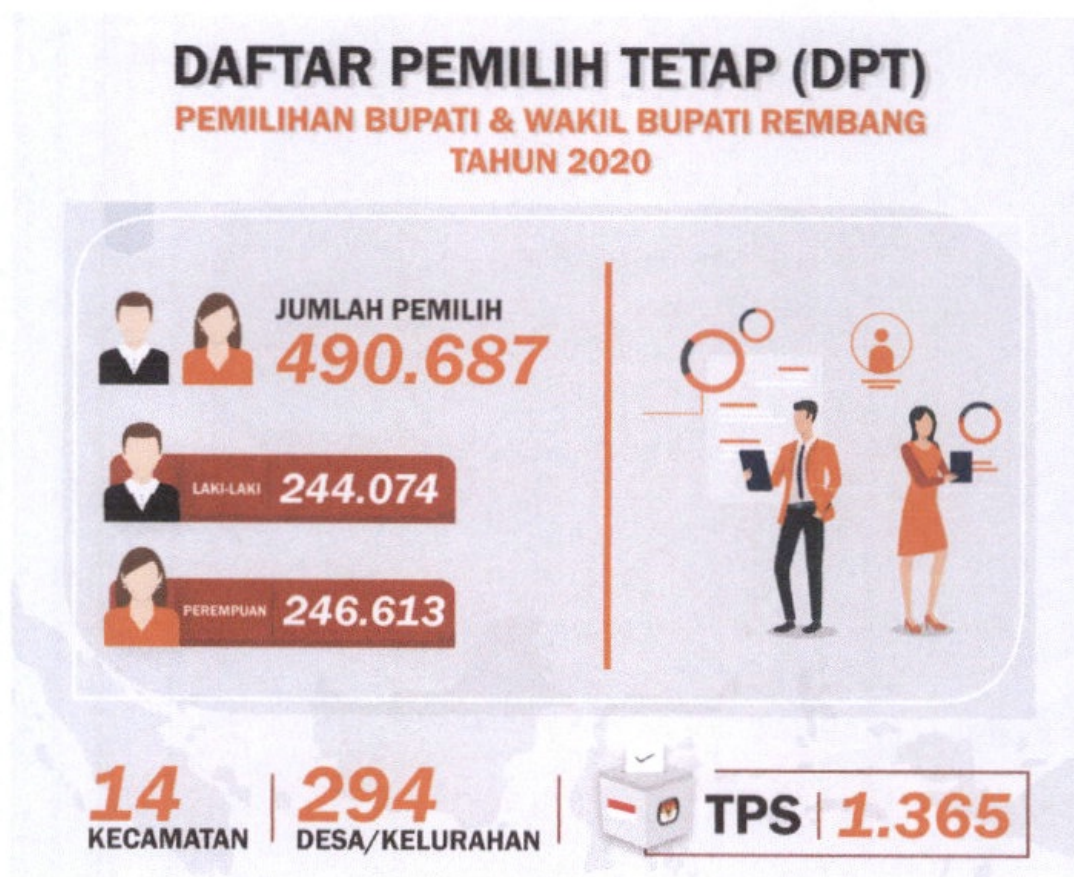 DAFTAR PEMILIH TETAP (DPT)
PEMILIHAN BUPATI & WAKIL BUPATI REMBANG
TAHUN 2020
JUMLAH PEMILIH
490.687
LAKI-LAKI 244.074
PEREMPUAN 246.613
14
KECAMATAN
294
DESA/KELURAHAN
TPS 1.365